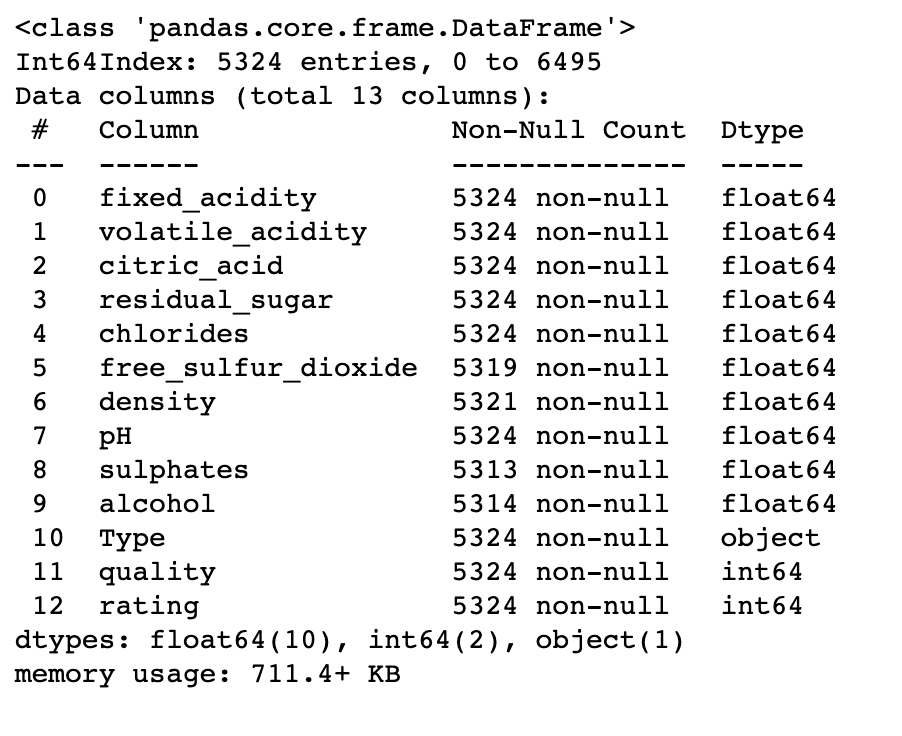 <class 'pandas.core.frame.DataFrame'>
Int64Index: 5324 entries, 0 to 6495
Data columns (total 13 columns):
 #   Column               Non-Null Count  Dtype
---  ------               --------------  -----
 0   fixed_acidity        5324 non-null   float64
 1   volatile_acidity     5324 non-null   float64
 2   citric_acid          5324 non-null   float64
 3   residual_sugar       5324 non-null   float64
 4   chlorides            5324 non-null   float64
 5   free_sulfur_dioxide  5319 non-null   float64
 6   density              5321 non-null   float64
 7   pH                   5324 non-null   float64
 8   sulphates            5313 non-null   float64
 9   alcohol              5314 non-null   float64
 10  Type                 5324 non-null   object
 11  quality              5324 non-null   int64
 12  rating               5324 non-null   int64
dtypes: float64(10), int64(2), object(1)
memory usage: 711.4+ KB